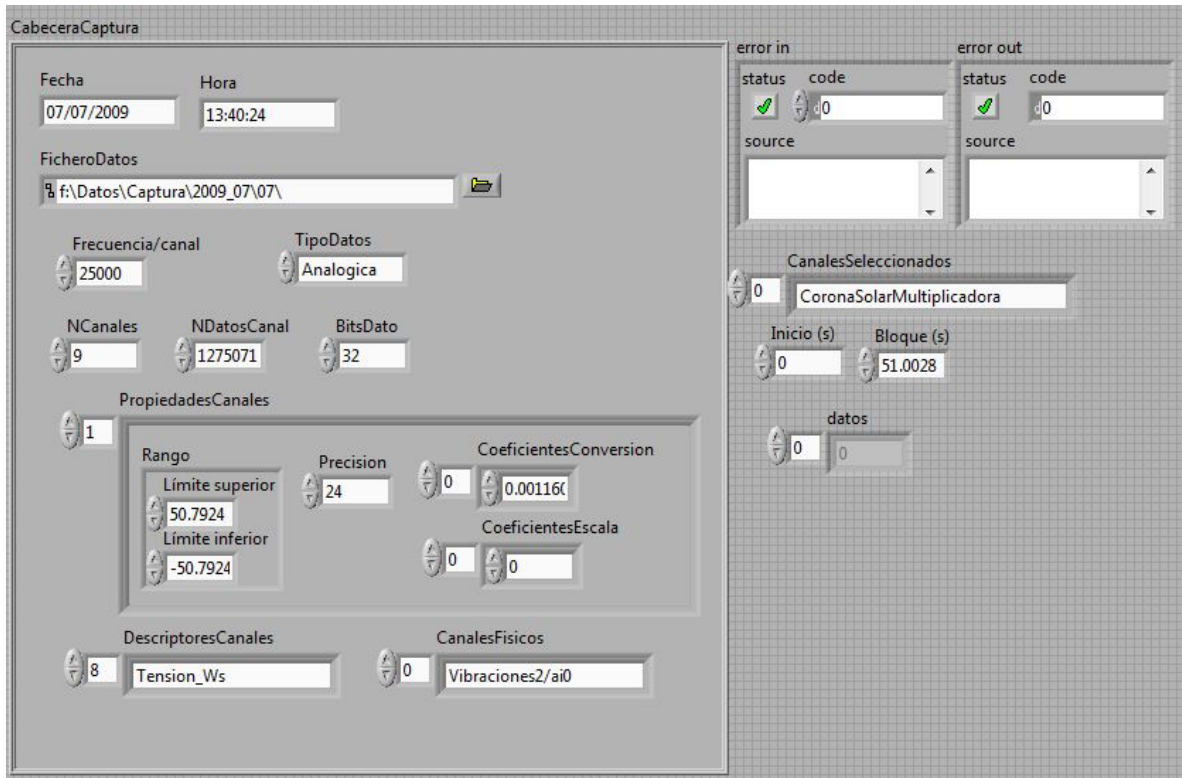 CabeceraCaptura
Fecha
Hora
07/07/2009
13:40:24
FicheroDatos
f:\Datos\Captura\2009_07\07\
Frecuencia/canal
TipoDatos
25000
Analogica
NCanales
NDatosCanal
BitsDato
9
1275071
32
PropiedadesCanales
1
Rango
Límite superior
50.7924
Límite inferior
-50.7924
Precision
24
CoeficientesConversion
0
0.00116(
CoeficientesEscala
0
0
DescriptoresCanales
8
Tension_Ws
CanalesFisicos
0
Vibraciones2/ai0
error in
status
code
d0
source
error out
status
code
d0
source
CanalesSeleccionados
0
CoronaSolarMultiplicadora
Inicio (s)
Bloque (s)
0
51.0028
datos
0
0